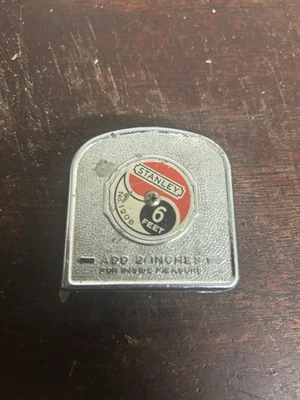 STANLEY
No 1206
6
FEET
ADD 2 INCHES
FOR INSIDE MEASURE